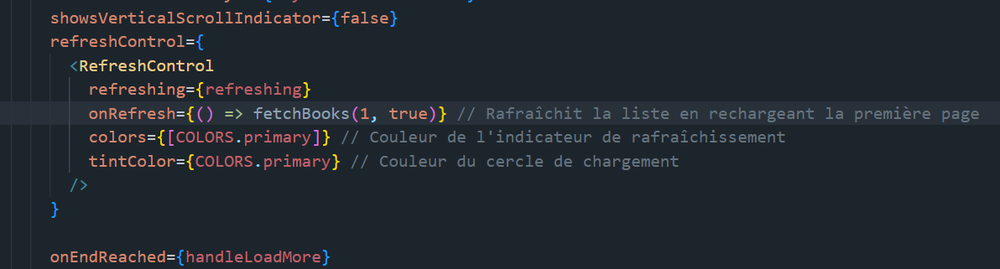 showsVerticalScrollIndicator={false}
refreshControl={
<RefreshControl
refreshing={refreshing}
onRefresh={() => fetchBooks(1, true)} // Rafraîchit la liste en rechargeant la première page
colors={[COLORS.primary]} // Couleur de l'indicateur de rafraîchissement
tintColor={COLORS.primary} // Couleur du cercle de chargement
/>
}
onEndReached={handleLoadMore}